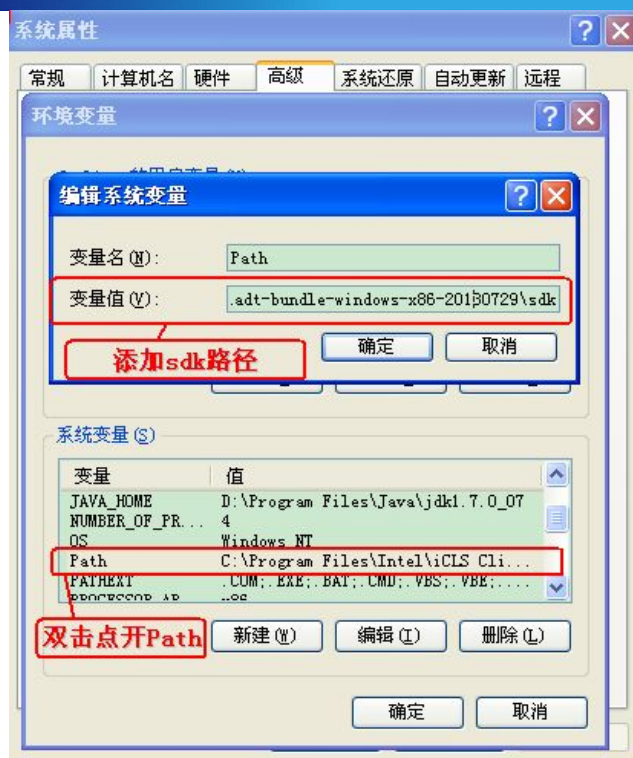 系统属性
常规 计算机名 硬件 高级 系统还原 自动更新 远程
环境变量
编辑系统变量
变量名(N): Path
变量值(V): .adt-bundle-windows-x86-20130729\sdk
添加sdk路径
确定 取消
系统变量(S)
变量 值
JAVA_HOME D:\Program Files\Java\jdk1.7.0_07
NUMBER_OF_PR... 4
OS Windows_NT
Path C:\Program Files\Intel\iCLS Cli...
PATHEXT .COM;.EXE;.BAT;.CMD;.VBS;.VBE;....
双击点开Path
新建(W) 编辑(I) 删除(L)
确定 取消